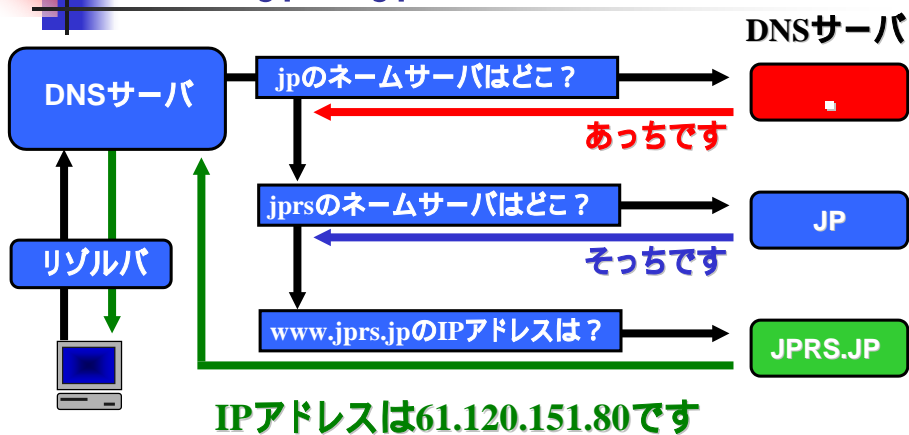 DNSサーバ
DNSサーバ
jpのネームサーバはどこ？
.
あっちです
jprsのネームサーバはどこ？
JP
そっちです
リゾルバ
www.jprs.jpのIPアドレスは？
JPRS.JP
IPアドレスは61.120.151.80です